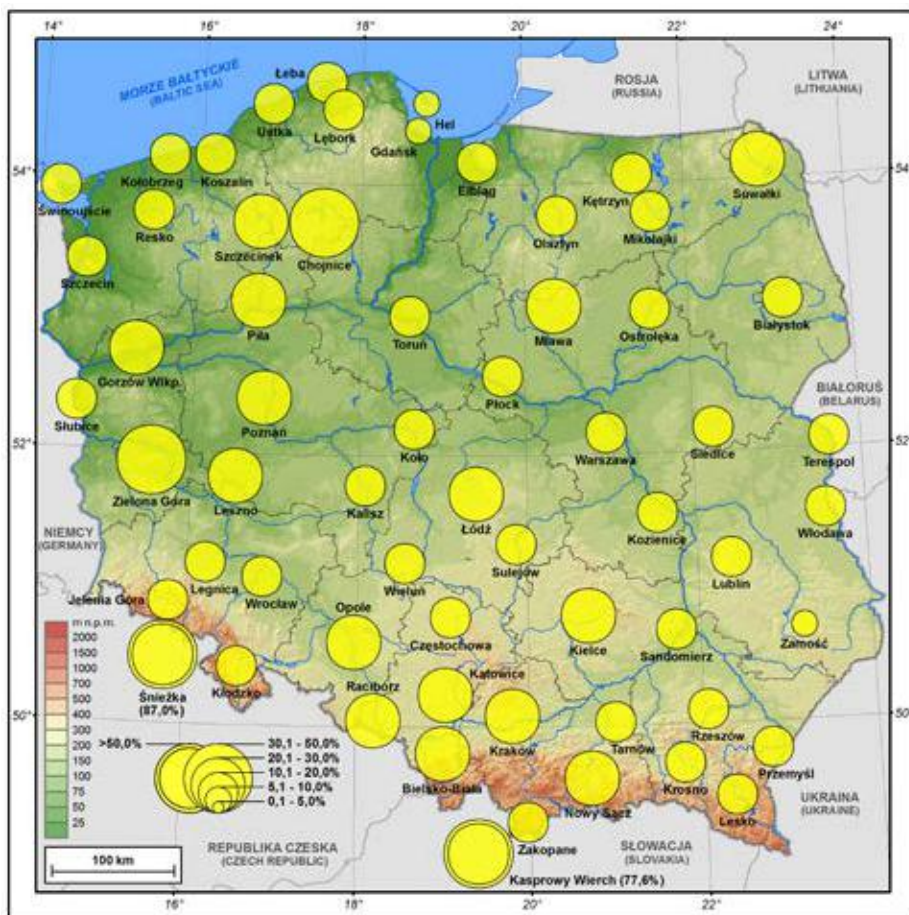 14°
16°
18°
20°
22°
24°
MORZE BAŁTYCKIE
(BALTIC SEA)
ROSJA
(RUSSIA)
LITWA
(LITHUANIA)
Łeba
Ustka
Lębork
Hel
Gdańsk
54°
54°
Kołobrzeg
Koszalin
Elbląg
Kętrzyn
Suwałki
Świnoujście
Resko
Szczecinek
Chojnice
Olsztyn
Mikołajki
Szczecin
Piła
Toruń
Mława
Ostrołęka
Białystok
Gorzów Wlkp.
Płock
BIAŁORUŚ
(BELARUS)
Słubice
Poznań
52°
52°
Koło
Warszawa
Siedlce
Terespol
Zielona Góra
Leszno
Kalisz
Łódź
Kozienice
Włodawa
NIEMCY
(GERMANY)
Sulejów
Legnica
Wrocław
Wieluń
Lublin
Jelenia Góra
Opole
Częstochowa
Kielce
Sandomierz
Zamość
m n.p.m.
2000
1500
1000
700
500
400
300
200
150
100
75
50
25
Śnieżka
(87,0%)
Kłodzko
Racibórz
Katowice
50°
50°
Kraków
Tarnów
Rzeszów
Przemyśl
>50,0%
30,1 - 50,0%
20,1 - 30,0%
10,1 - 20,0%
5,1 - 10,0%
0,1 - 5,0%
Bielsko-Biała
Nowy Sącz
Krosno
Lesko
UKRAINA
(UKRAINE)
100 km
REPUBLIKA CZESKA
(CZECH REPUBLIC)
Zakopane
SŁOWACJA
(SLOVAKIA)
Kasprowy Wierch (77,6%)
16°
18°
20°
22°